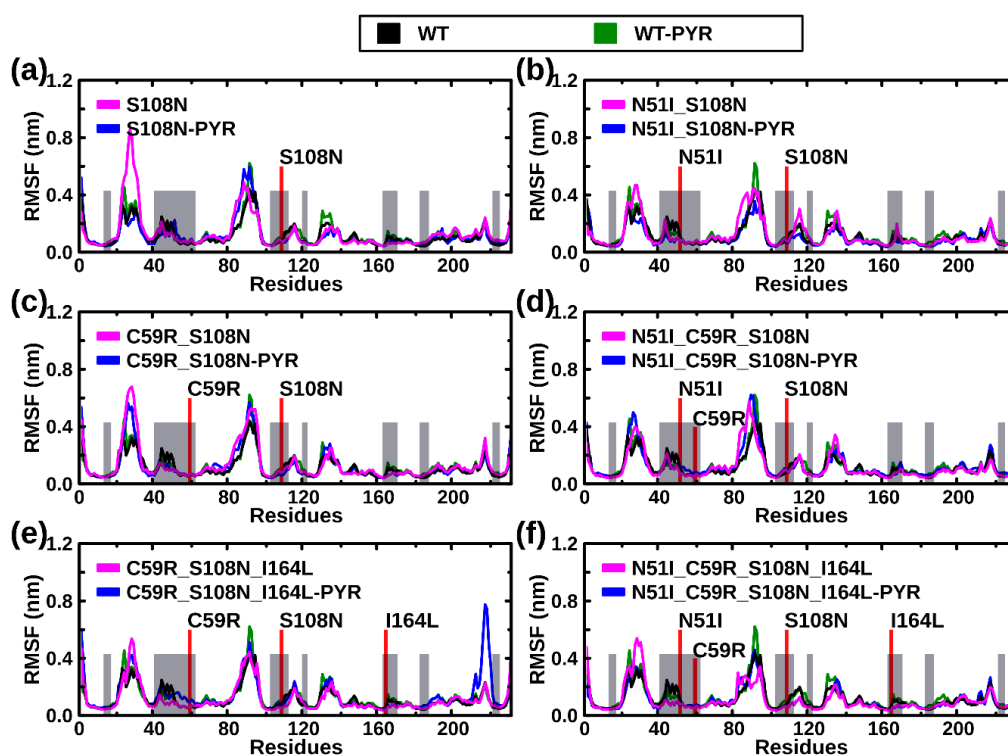 WT WT-PYR
(a) (b)
1.2 1.2
S108N N51I_S108N
S108N-PYR N51I_S108N-PYR
0.8 0.8
S108N N51I S108N
RMSF (nm) RMSF (nm)
0.4 0.4
0.0 0.0
0 40 80 120 160 200 0 40 80 120 160 200
Residues Residues
(c) (d)
1.2 1.2
C59R_S108N N51I_C59R_S108N
C59R_S108N-PYR N51I_C59R_S108N-PYR
0.8 0.8
C59R S108N N51I S108N
C59R
RMSF (nm) RMSF (nm)
0.4 0.4
0.0 0.0
0 40 80 120 160 200 0 40 80 120 160 200
Residues Residues
(e) (f)
1.2 1.2
C59R_S108N_I164L N51I_C59R_S108N_I164L
C59R_S108N_I164L-PYR N51I_C59R_S108N_I164L-PYR
0.8 0.8
C59R S108N I164L N51I S108N I164L
C59R
RMSF (nm) RMSF (nm)
0.4 0.4
0.0 0.0
0 40 80 120 160 200 0 40 80 120 160 200
Residues Residues